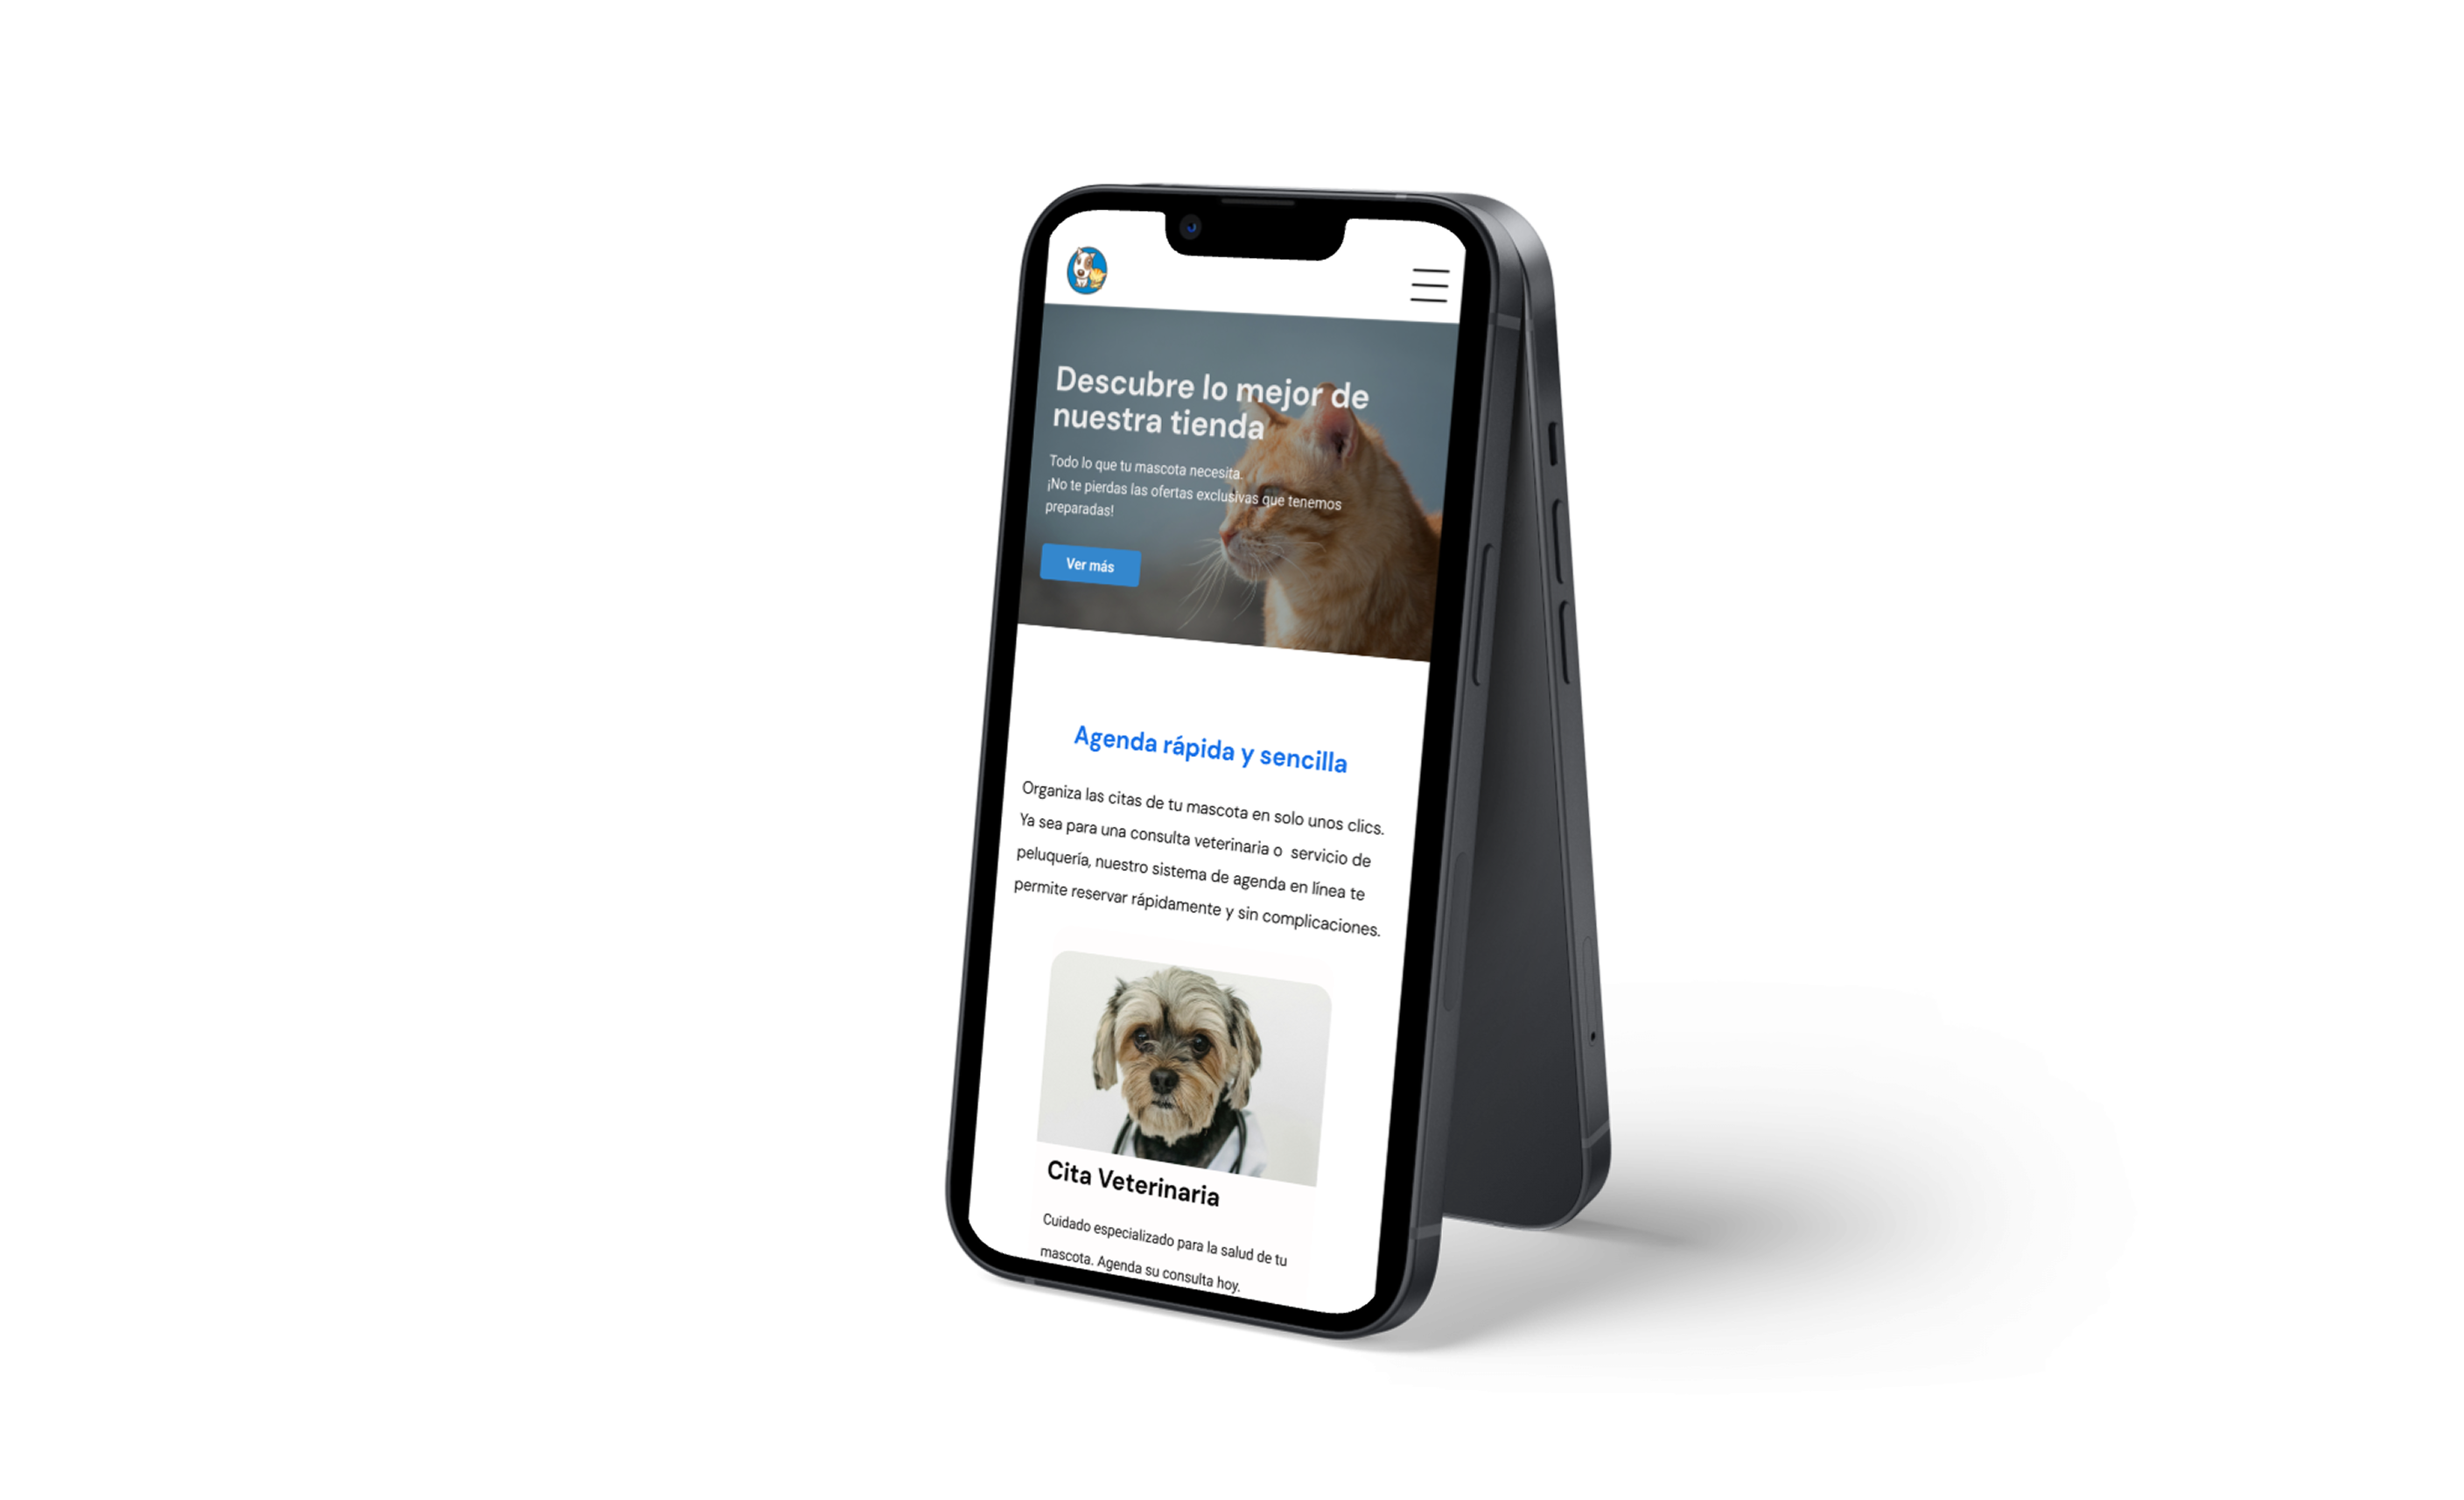 Descubre lo mejor de
nuestra tienda
Todo lo que tu mascota necesita.
¡No te pierdas las ofertas exclusivas que tenemos
preparadas!
Ver más
Agenda rápida y sencilla
Organiza las citas de tu mascota en solo unos clics.
Ya sea para una consulta veterinaria o  servicio de
peluquería, nuestro sistema de agenda en línea te
permite reservar rápidamente y sin complicaciones.
Cita Veterinaria
Cuidado especializado para la salud de tu
mascota. Agenda su consulta hoy.